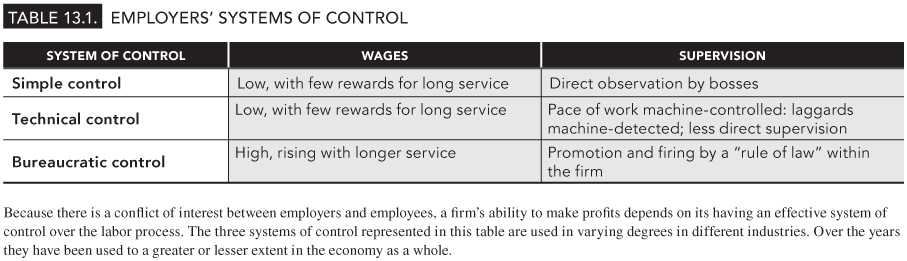 TABLE 13.1. EMPLOYERS' SYSTEMS OF CONTROL
SYSTEM OF CONTROL WAGES SUPERVISION
Simple control Low, with few rewards for long service Direct observation by bosses
Technical control Low, with few rewards for long service Pace of work machine-controlled: laggards
machine-detected; less direct supervision
Bureaucratic control High, rising with longer service Promotion and firing by a “rule of law” within
the firm
Because there is a conflict of interest between employers and employees, a firm's ability to make profits depends on its having an effective system of
control over the labor process. The three systems of control represented in this table are used in varying degrees in different industries. Over the years
they have been used to a greater or lesser extent in the economy as a whole.